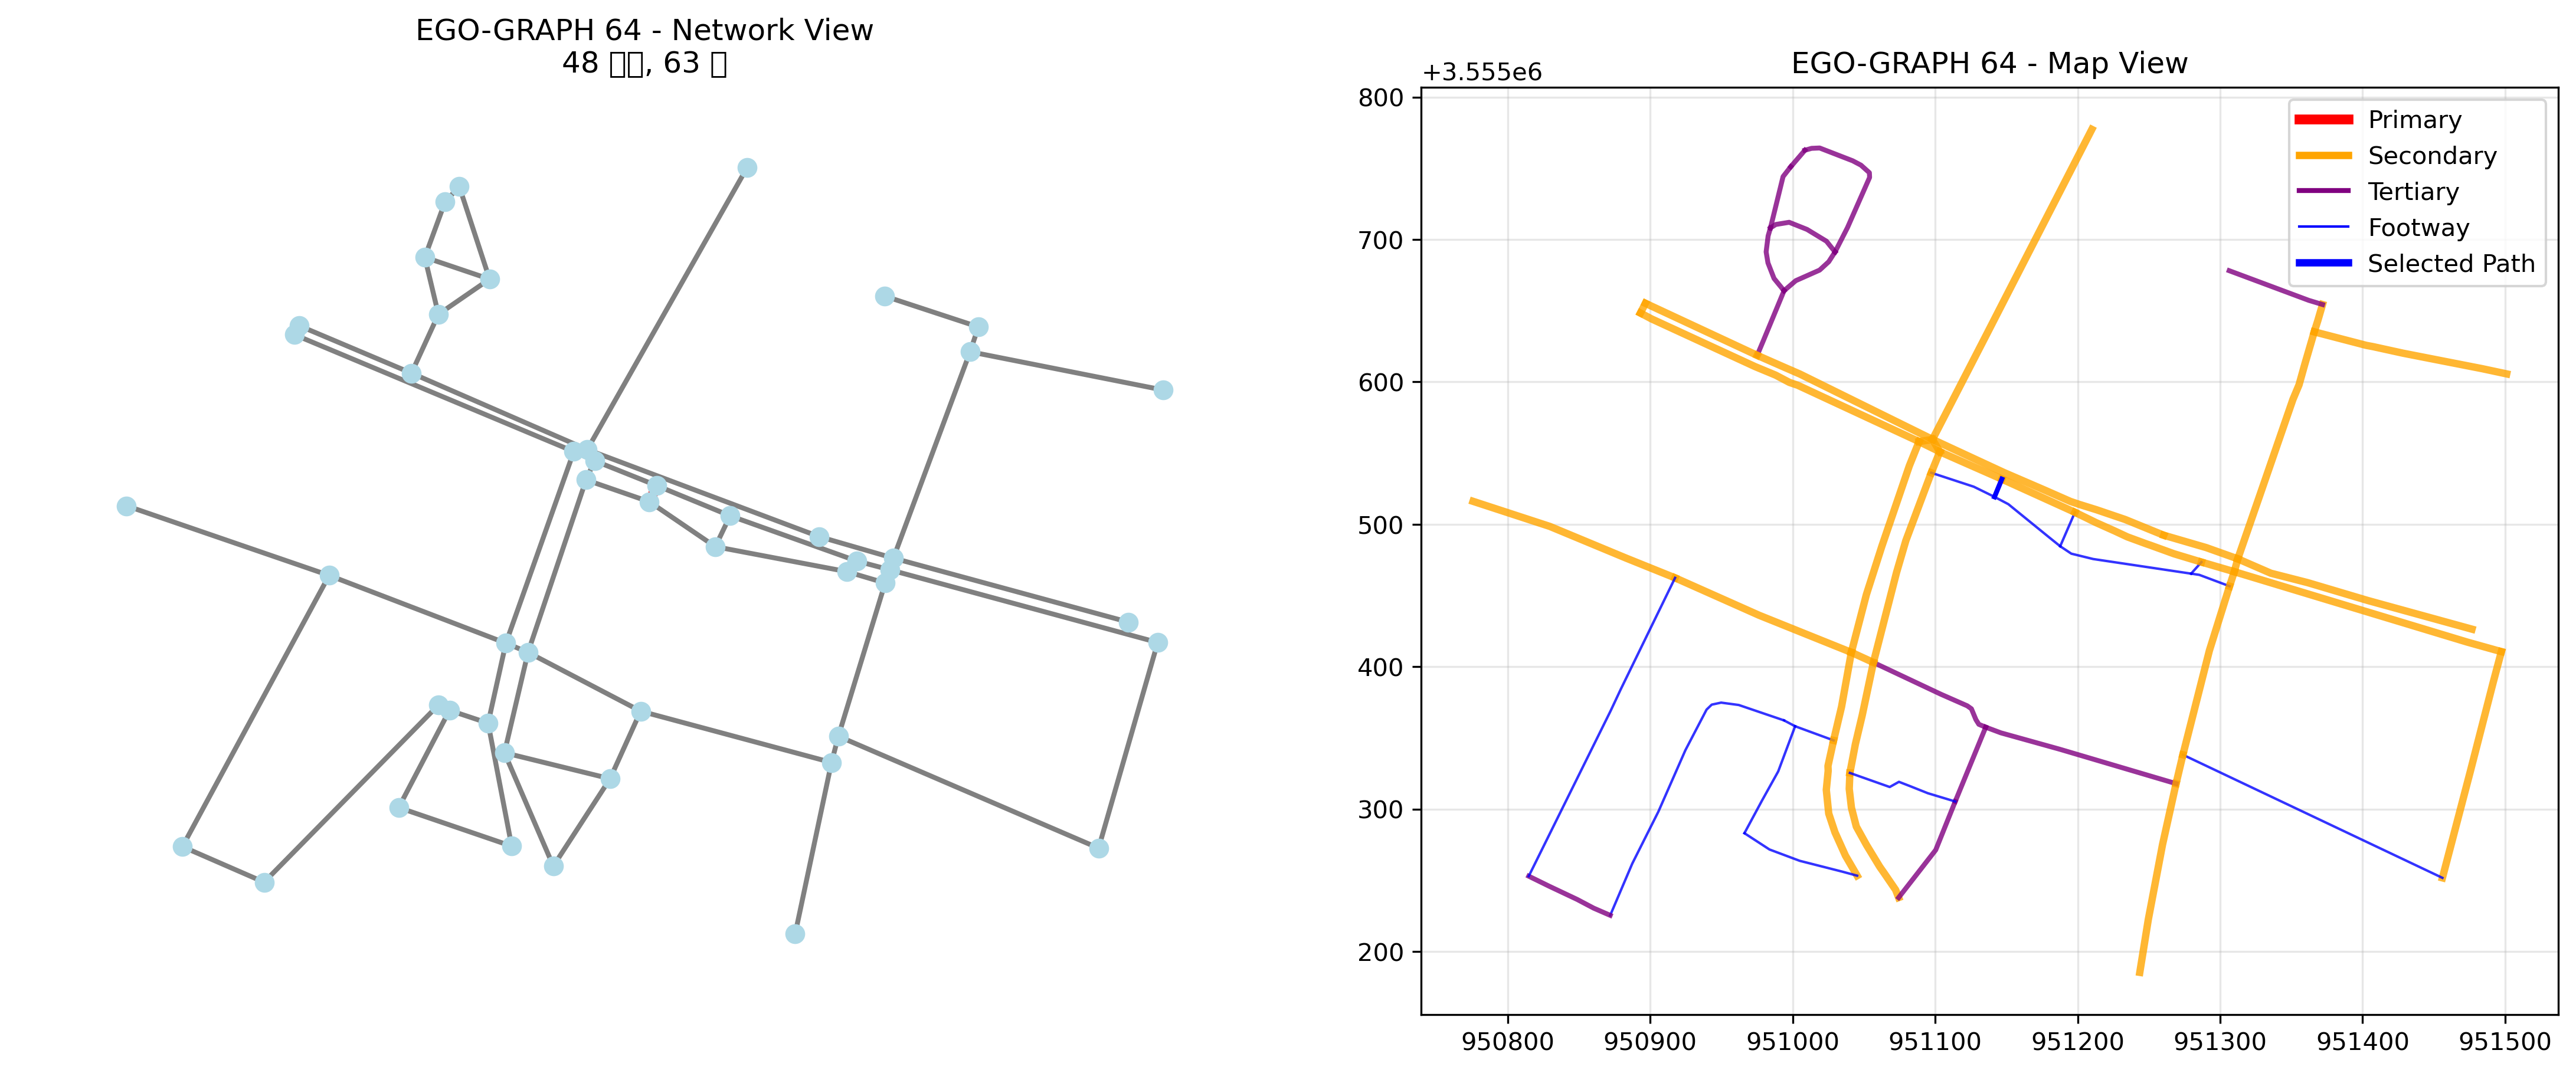 EGO-GRAPH 64 - Network View
48 , 63
EGO-GRAPH 64 - Map View
+3.555e6
800
700
600
500
400
300
200
950800 950900 951000 951100 951200 951300 951400 951500
Primary
Secondary
Tertiary
Footway
Selected Path